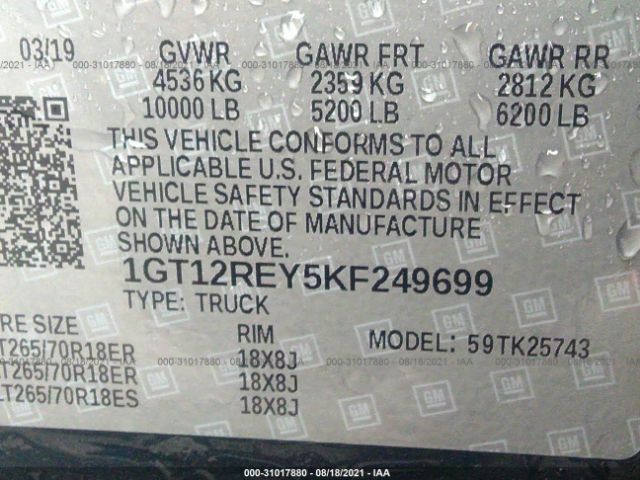 03/19 GVWR GAWR FRT GAWR RR
4536 KG 2359 KG 2812 KG
10000 LB 5200 LB 6200 LB
THIS VEHICLE CONFORMS TO ALL
APPLICABLE U.S. FEDERAL MOTOR
VEHICLE SAFETY STANDARDS IN EFFECT
ON THE DATE OF MANUFACTURE
SHOWN ABOVE.
1GT12REY5KF249699
TYPE: TRUCK
RE SIZE RIM MODEL: 59TK25743
T265/70R18ER 18X8J
LT265/70R18ER 18X8J
LT265/70R18ES 18X8J
000-31017880 - 08/18/2021 - IAA